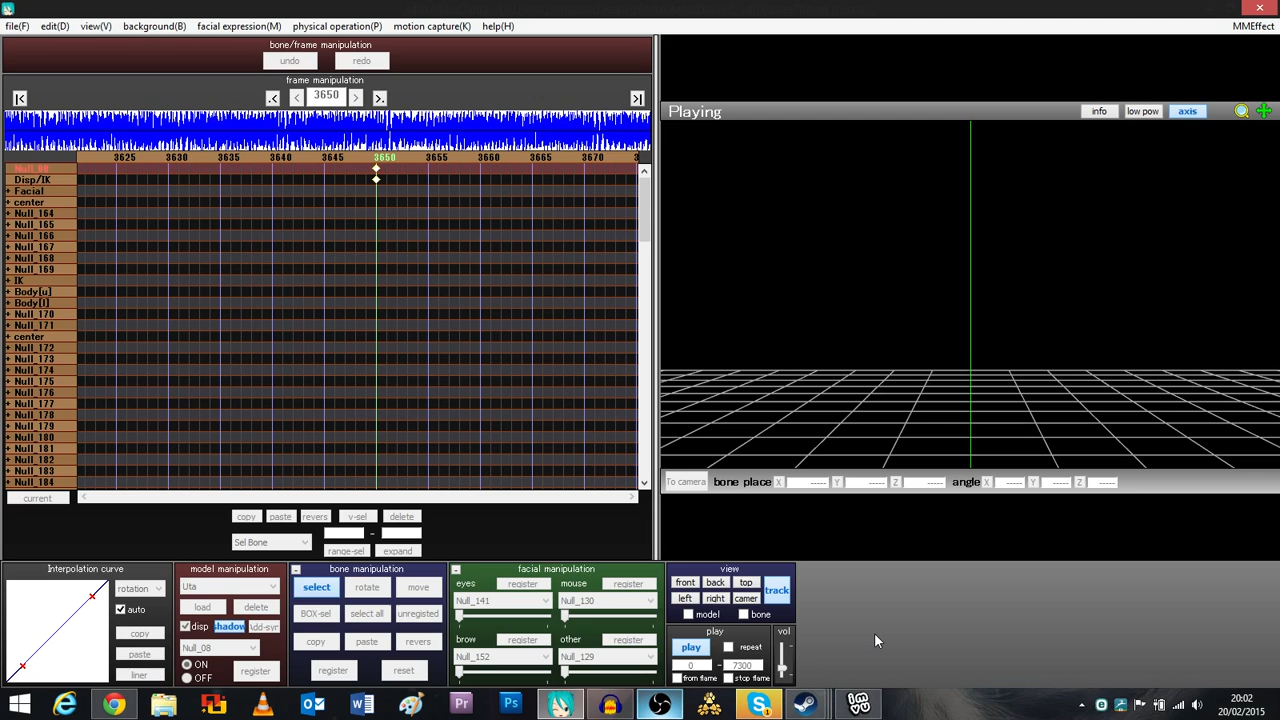 file(F) edit(D) view(V) background(B) facial expression(M) physical operation(P) motion capture(K) help(H) MMEffect
bone/frame manipulation
undo redo
frame manipulation
|< .< < 3650 > >. >|
Playing info low pow axis
3625 3630 3635 3640 3645 3650 3655 3660 3665 3670 3
Null_08
Disp/IK
+ Facial
+ center
+ Null_164
+ Null_165
+ Null_166
+ Null_167
+ Null_168
+ Null_169
+ IK
+ Body[u]
+ Body[l]
+ Null_170
+ Null_171
+ center
+ Null_172
+ Null_173
+ Null_174
+ Null_175
+ Null_176
+ Null_177
+ Null_178
+ Null_179
+ Null_180
+ Null_181
+ Null_182
+ Null_183
+ Null_184
To camera bone place X ----- Y ----- Z ----- angle X ----- Y ----- Z -----
current
copy paste revers v-sel delete
Sel Bone -
range-sel expand
Interpolation curve
rotation
auto
copy
paste
liner
model manipulation
Uta
load delete
disp shadow \dd-syr
Null_08
ON
OFF
register
- bone manipulation
select rotate move
BOX-sel select all unregisted
copy paste revers
register reset
- facial manipulation
eyes register mouse register
Null_141 Null_130
brow register other register
Null_152 Null_129
view
front back top
left right camer track
model bone
play vol
play repeat
0 - 7300
from flame stop flame
Pr Ps
20:02
20/02/2015